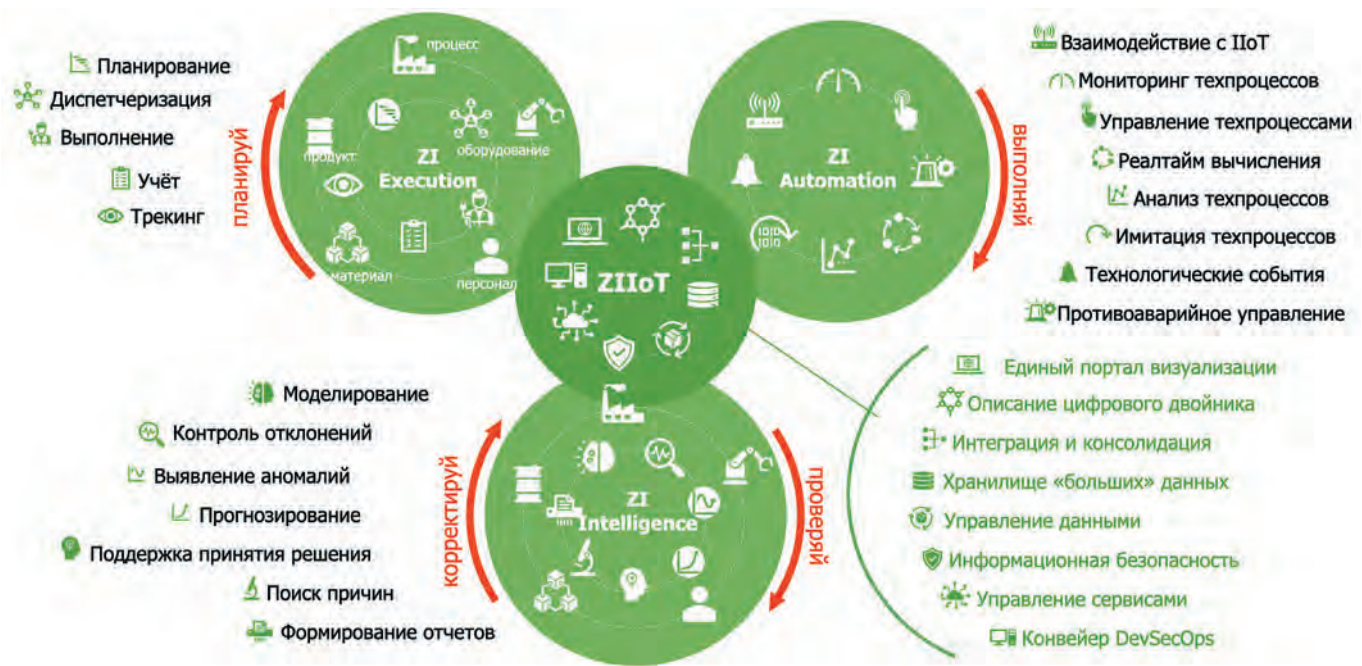 Планирование
Диспетчеризация
Выполнение
Учёт
Трекинг
планируй
процесс
продукт
оборудование
ZI
Execution
материал
персонал
ZI
Automation
выполняй
Взаимодействие с IIoT
Мониторинг техпроцессов
Управление техпроцессами
Реалтайм вычисления
Анализ техпроцессов
Имитация техпроцессов
Технологические события
Противоаварийное управление
1010
1010
ZIIoT
Моделирование
Контроль отклонений
Выявление аномалий
Прогнозирование
Поддержка принятия решения
Поиск причин
Формирование отчетов
корректируй
ZI
Intelligence
проверяй
Единый портал визуализации
Описание цифрового двойника
Интеграция и консолидация
Хранилище «больших» данных
Управление данными
Информационная безопасность
Управление сервисами
Конвейер DevSecOps